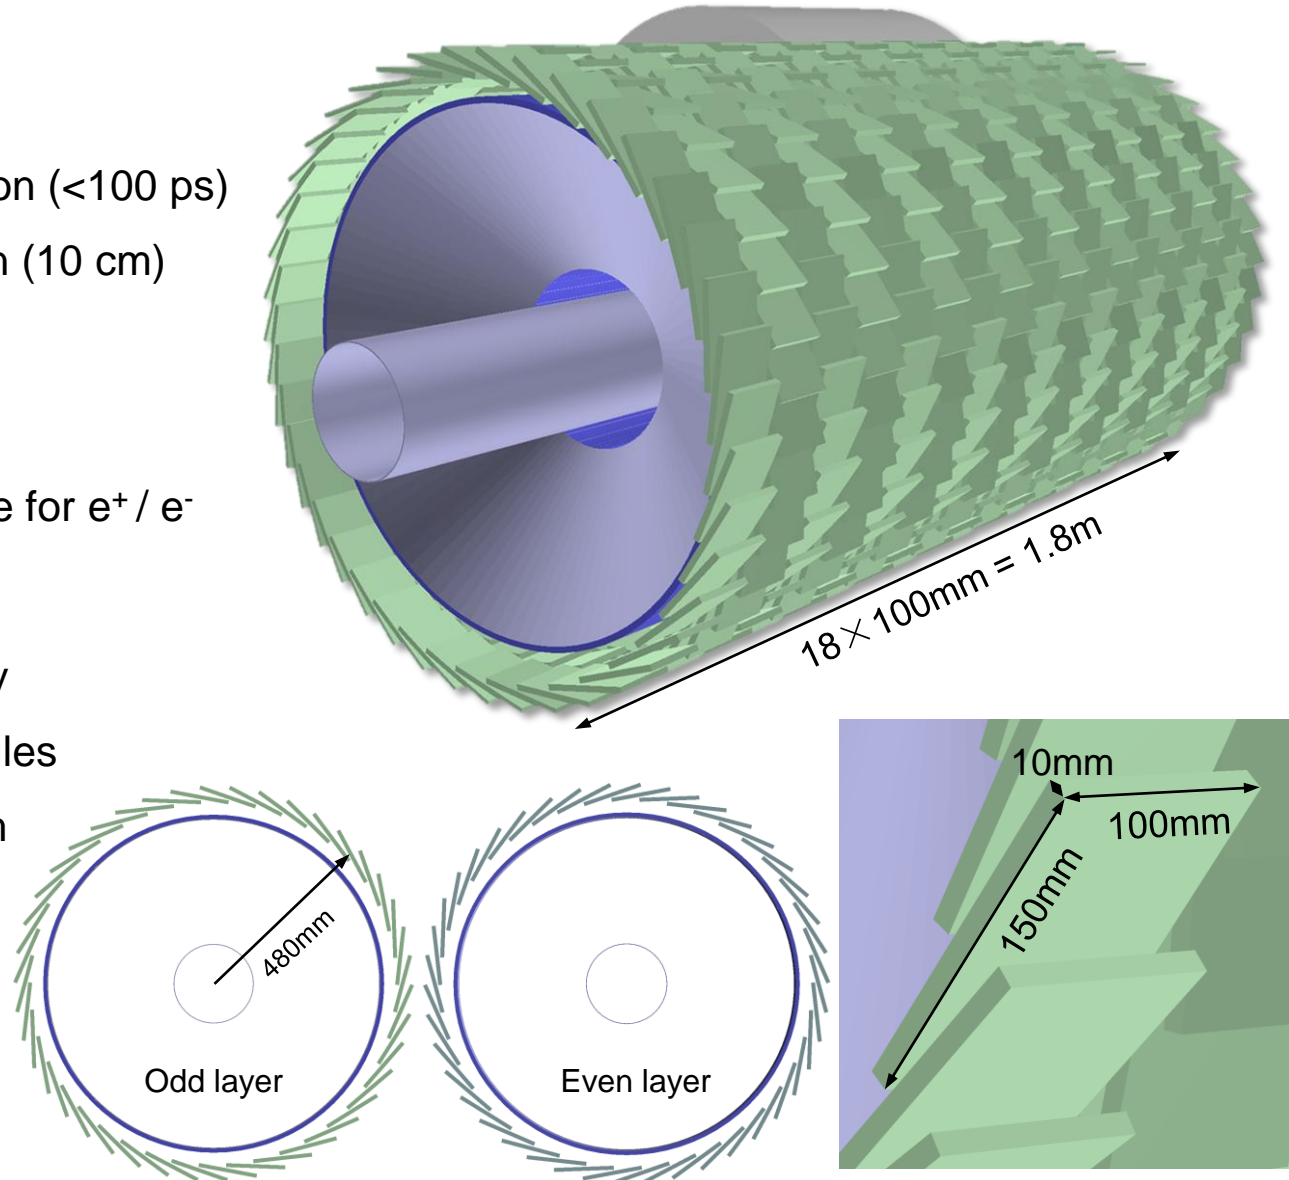 on (<100 ps)
n (10 cm)
e for e⁺ / e⁻
y
les
n
18×100mm = 1.8m
480mm
Odd layer
Even layer
10mm
100mm
150mm